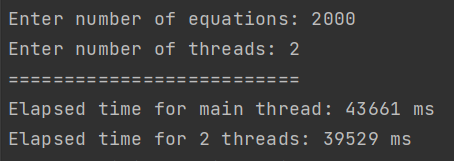 Enter number of equations: 2000
Enter number of threads: 2
==========================
Elapsed time for main thread: 43661 ms
Elapsed time for 2 threads: 39529 ms